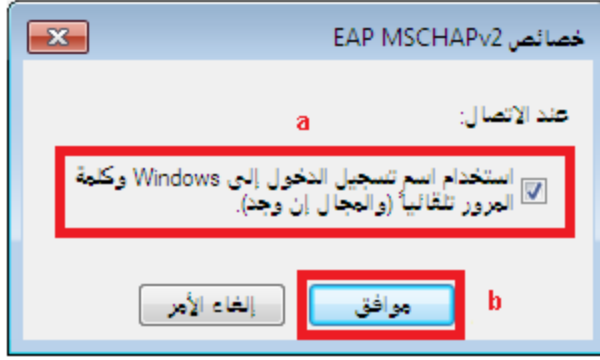 خصائص EAP MSCHAPv2
عند الاتصال:
a
استخدام اسم تسجيل الدخول إلى Windows وكلمة
المرور تلقائياً (والمجال إن وجد).
موافق
إلغاء الأمر
b